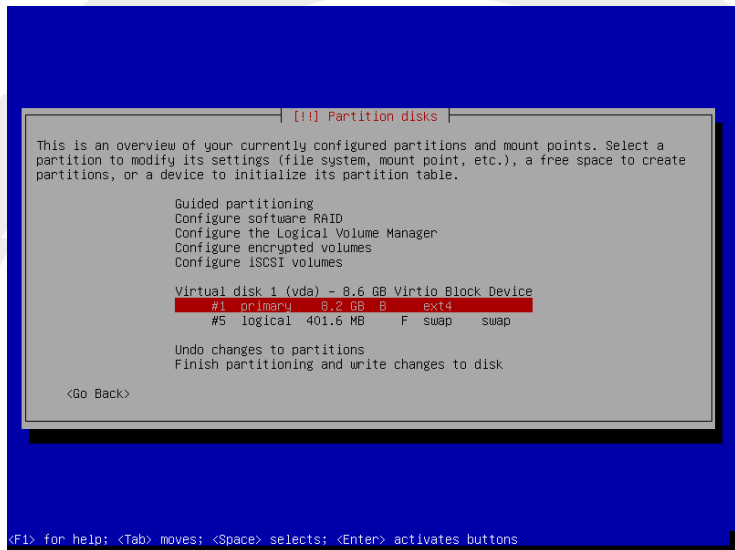 [!!] Partition disks
This is an overview of your currently configured partitions and mount points. Select a
partition to modify its settings (file system, mount point, etc.), a free space to create
partitions, or a device to initialize its partition table.
Guided partitioning
Configure software RAID
Configure the Logical Volume Manager
Configure encrypted volumes
Configure iSCSI volumes
Virtual disk 1 (vda) – 8.6 GB Virtio Block Device
#1 primary 8.2 GB B ext4
#5 logical 401.6 MB F swap swap
Undo changes to partitions
Finish partitioning and write changes to disk
<Go Back>
<F1> for help; <Tab> moves; <Space> selects; <Enter> activates buttons